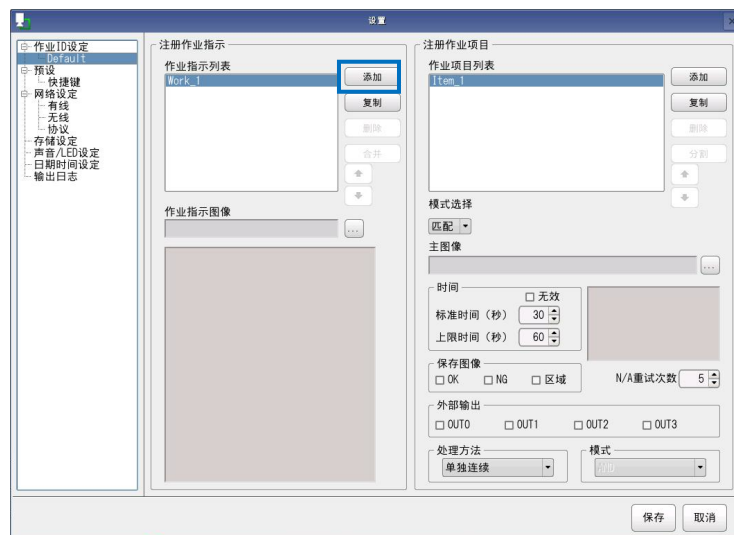 设置
作业ID设定
Default
预设
快捷键
网络设定
有线
无线
协议
存储设定
声音/LED设定
日期时间设定
输出日志
注册作业指示
作业指示列表
Work_1
添加
复制
删除
合并
作业指示图像
...
注册作业项目
作业项目列表
Item_1
添加
复制
删除
分割
模式选择
匹配
主图像
...
时间
无效
标准时间（秒） 30
上限时间（秒） 60
保存图像
OK NG 区域
N/A重试次数 5
外部输出
OUT0 OUT1 OUT2 OUT3
处理方法
单独连续
模式
AND
保存 取消